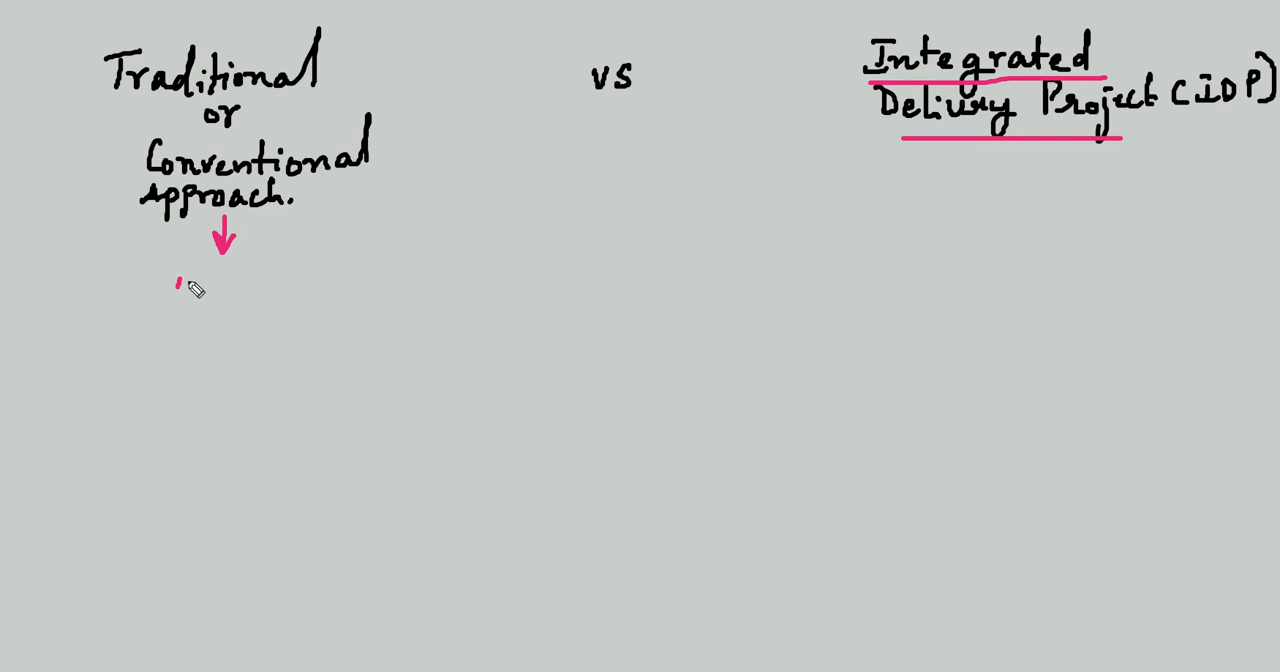 Traditional
or
Conventional
Approach.
vs
Integrated
Delivery Project (IDP)